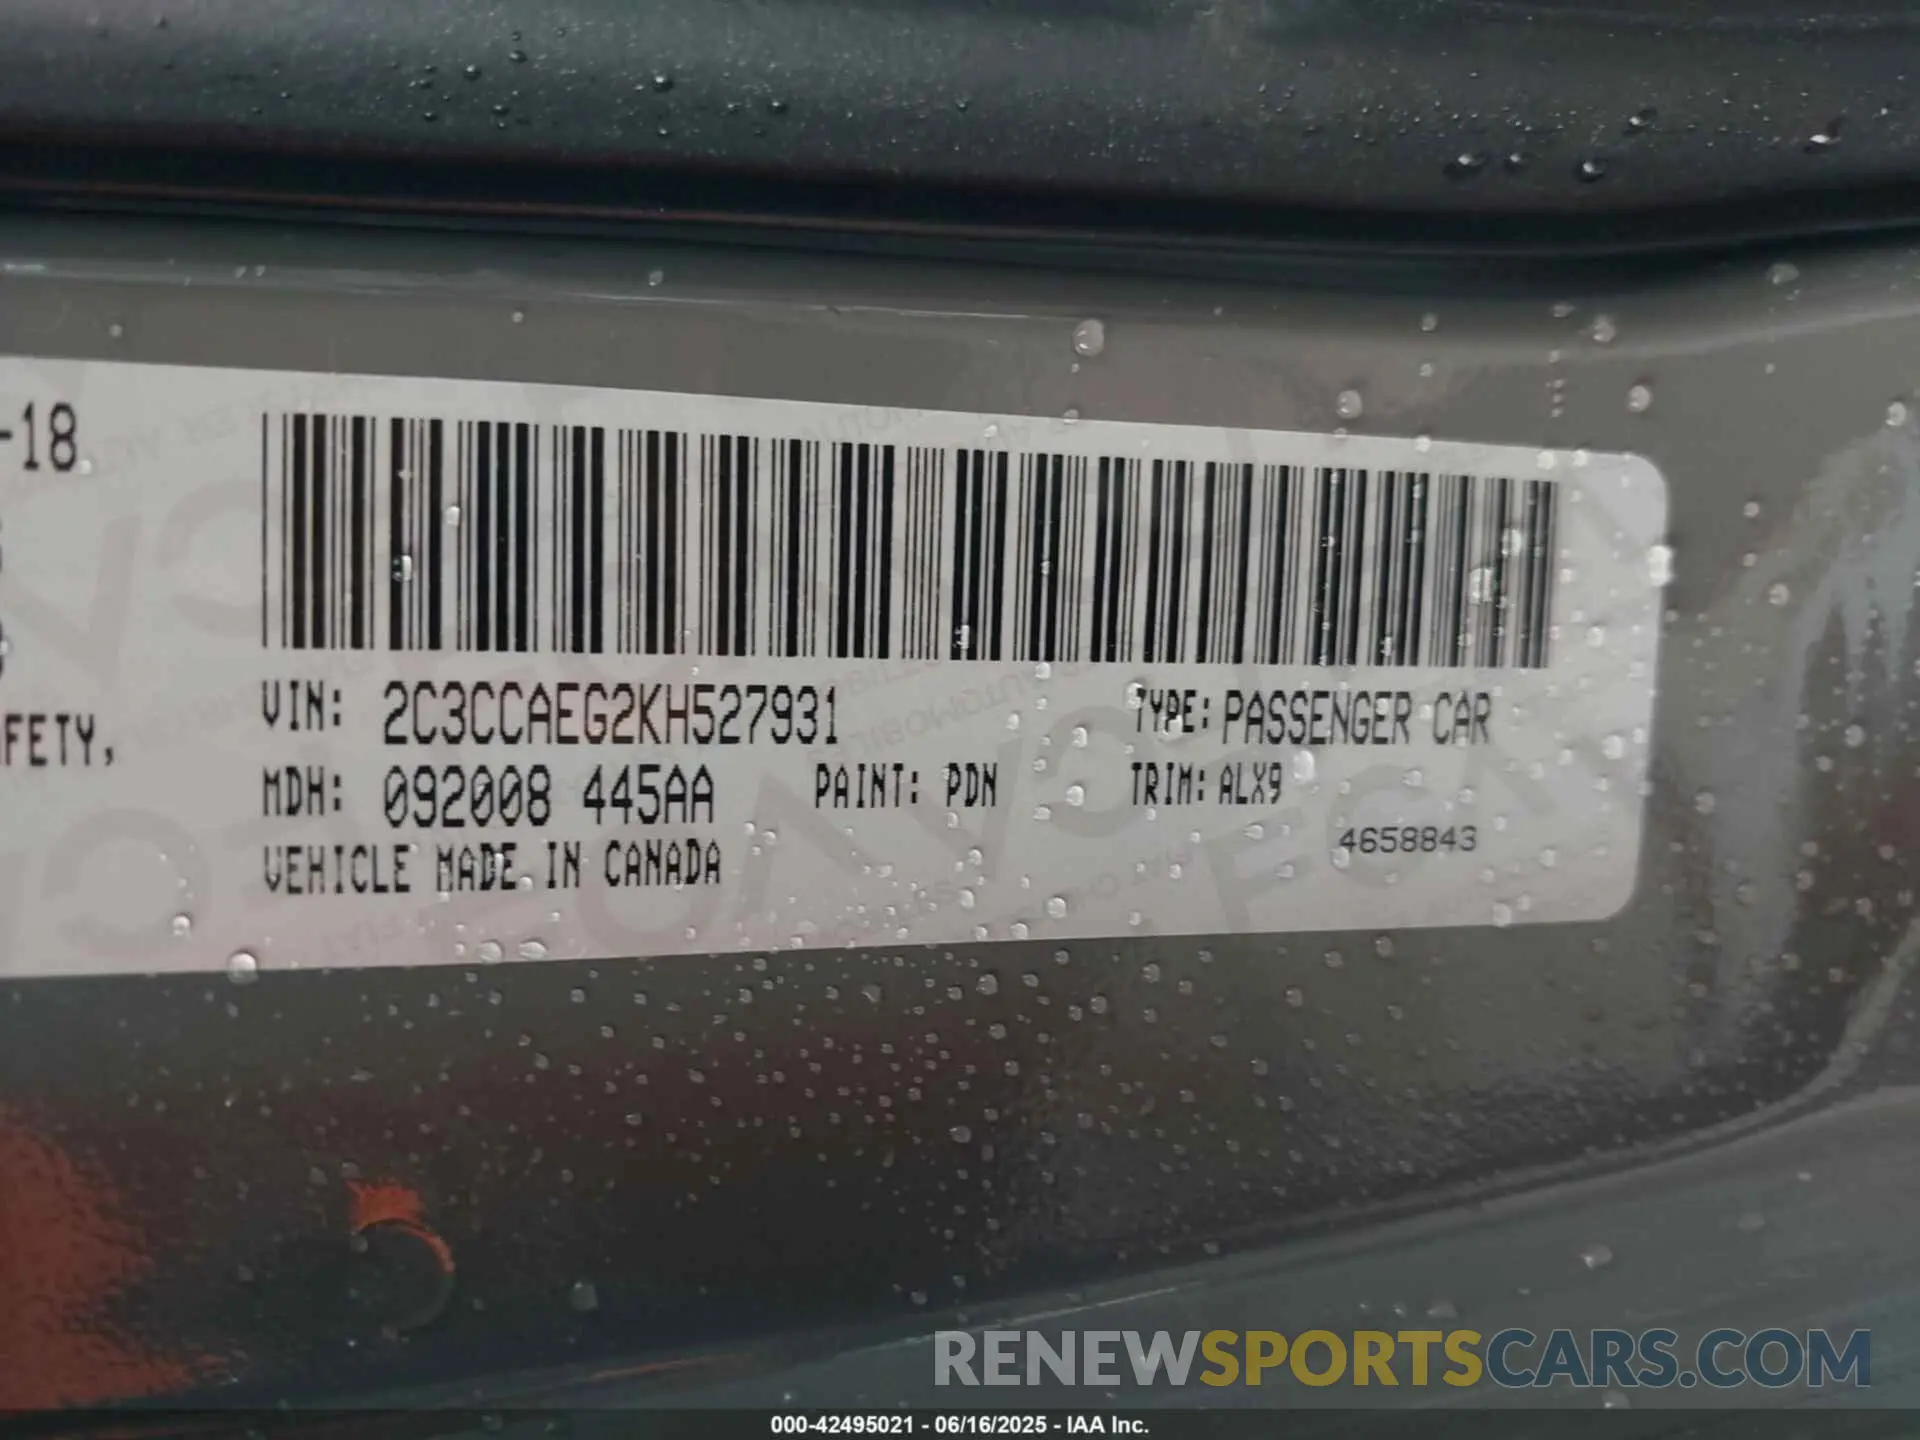 -18
FETY,
VIN: 2C3CCAEG2KH527931 TYPE: PASSENGER CAR
MDH: 092008 445AA PAINT: PDN TRIM: ALX9
VEHICLE MADE IN CANADA 4658843
RENEWSPORTSCARS.COM
000-42495021 - 06/16/2025 - IAA Inc.